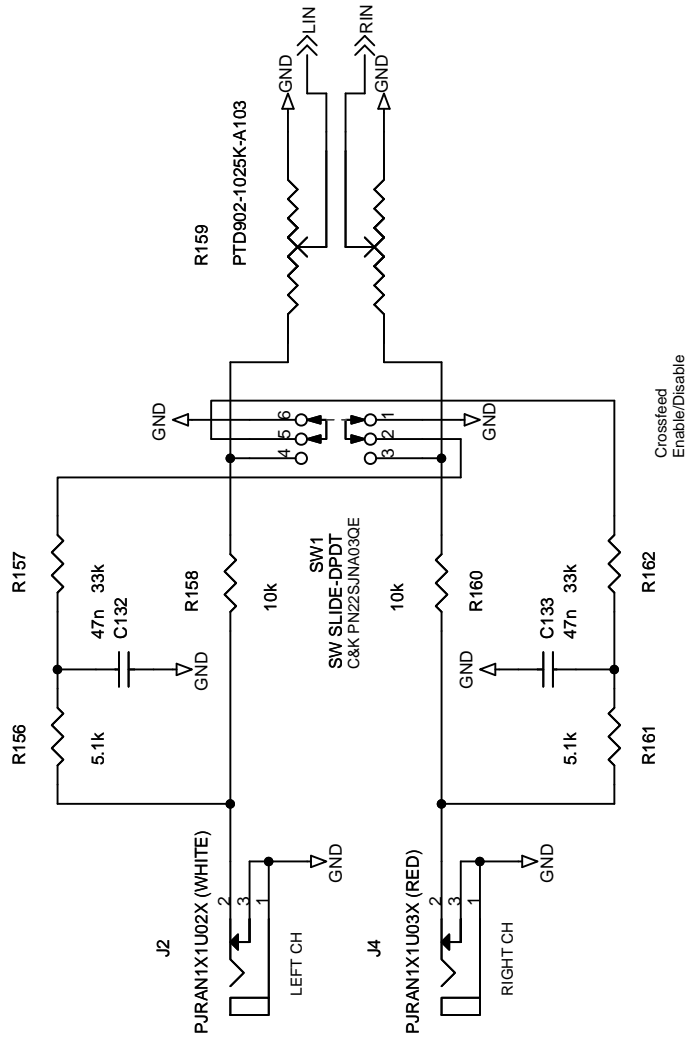 R159
PTD902-1025K-A103
GND
LIN
RIN
GND
GND
6
5
4
1
2
3
GND
Crossfeed
Enable/Disable
R157
33k
47n
C132
GND
R158
10k
SW1
SW SLIDE-DPDT
C&K PN22SJNA03QE
10k
R160
GND
C133
47n
33k
R162
R156
5.1k
5.1k
R161
J2
PJRAN1X1U02X (WHITE)
2
3
1
LEFT CH
GND
J4
PJRAN1X1U03X (RED)
2
3
1
RIGHT CH
GND